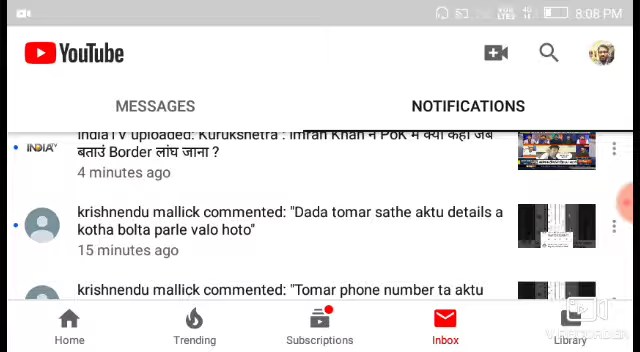 8:08 PM
YouTube
MESSAGES
NOTIFICATIONS
IndiaTV uploaded: Kurukshetra : Imran Khan ने PoK में क्या कहा जब
बताउं Border लांघ जाना ?
4 minutes ago
krishnendu mallick commented: "Dada tomar sathe aktu details a
kotha bolta parle valo hoto"
15 minutes ago
krishnendu mallick commented: "Tomar phone number ta aktu
Home
Trending
Subscriptions
Inbox
Library